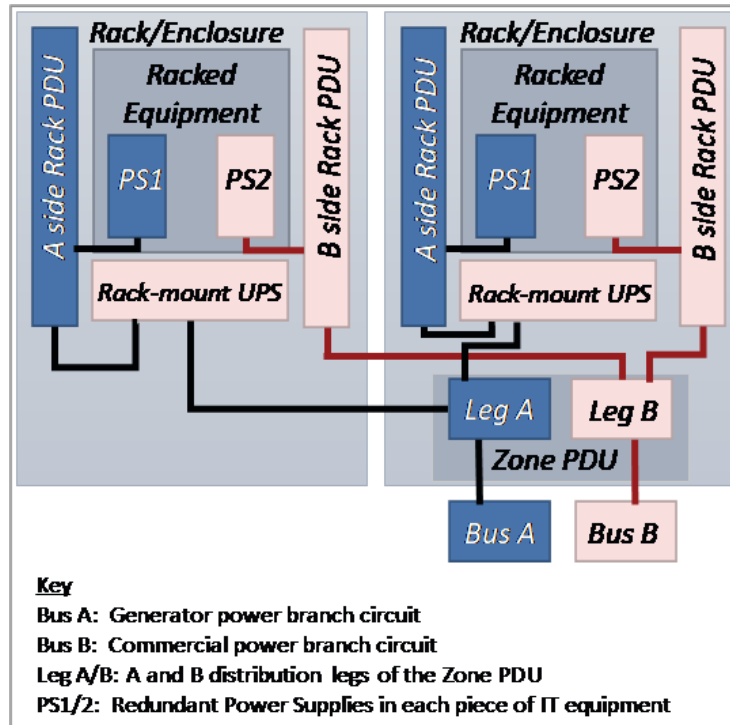 Rack/Enclosure
A side Rack PDU
Racked
Equipment
PS1
PS2
B side Rack PDU
Rack-mount UPS
Rack/Enclosure
A side Rack PDU
Racked
Equipment
PS1
PS2
B side Rack PDU
Rack-mount UPS
Leg A
Leg B
Zone PDU
Bus A
Bus B
Key
Bus A: Generator power branch circuit
Bus B: Commercial power branch circuit
Leg A/B: A and B distribution legs of the Zone PDU
PS1/2: Redundant Power Supplies in each piece of IT equipment